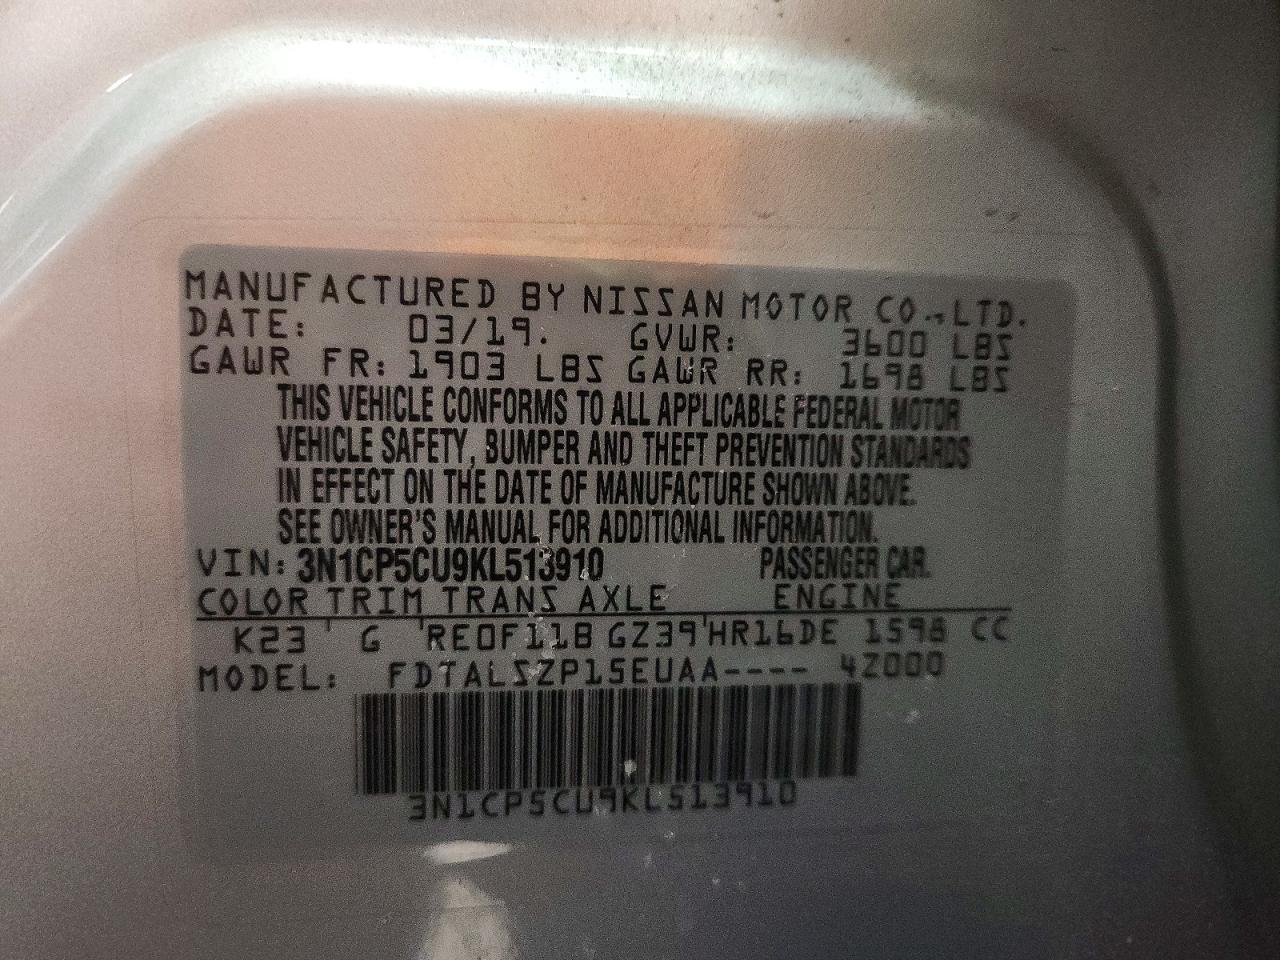 MANUFACTURED BY NISSAN MOTOR CO.,LTD.
DATE: 03/19. GVWR: 3600 LBS
GAWR FR: 1903 LBS GAWR RR: 1698 LBS
THIS VEHICLE CONFORMS TO ALL APPLICABLE FEDERAL MOTOR
VEHICLE SAFETY, BUMPER AND THEFT PREVENTION STANDARDS
IN EFFECT ON THE DATE OF MANUFACTURE SHOWN ABOVE.
SEE OWNER'S MANUAL FOR ADDITIONAL INFORMATION.
VIN: 3N1CP5CU9KL513910 PASSENGER CAR.
COLOR TRIM TRANS AXLE ENGINE
K23 G RE0F11B GZ39 HR16DE 1598 CC
MODEL: FDTALSZP15EUAA---- 4Z000
3N1CP5CU9KL513910